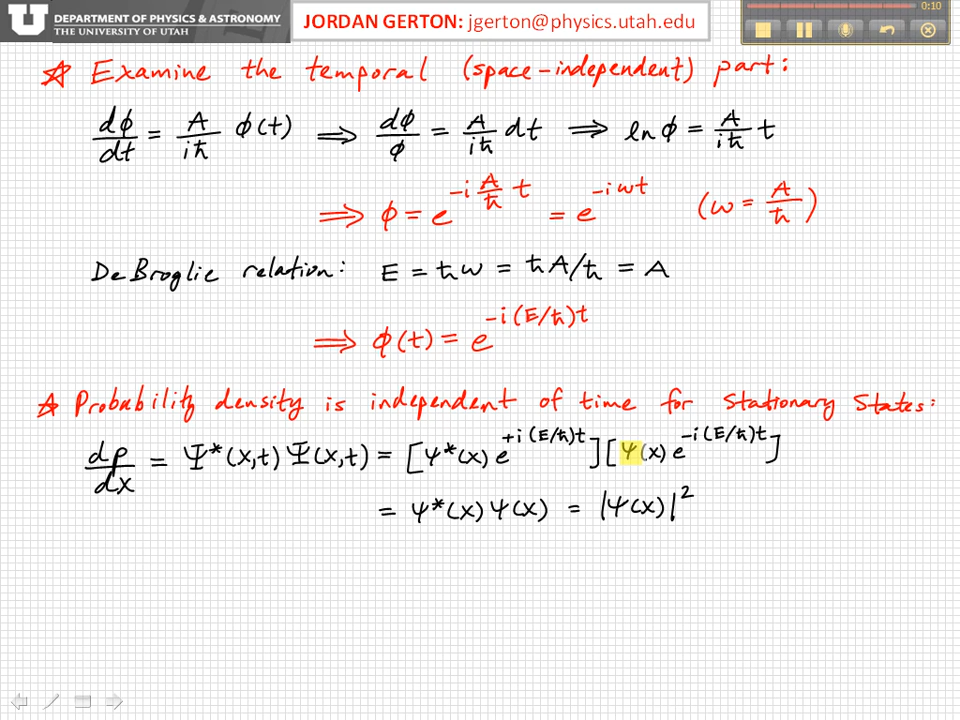 U DEPARTMENT OF PHYSICS & ASTRONOMY
THE UNIVERSITY OF UTAH
JORDAN GERTON: jgerton@physics.utah.edu
0:10
☆ Examine the temporal (space-independent) part:
dϕ/dt = A/iħ ϕ(t) ⟹ dϕ/ϕ = A/iħ dt ⟹ ln ϕ = A/iħ t
⟹ ϕ = e^(-i A/ħ t) = e^(-iωt) (ω = A/ħ)
DeBroglie relation: E = ħω = ħA/ħ = A
⟹ ϕ(t) = e^(-i(E/ħ)t)
☆ Probability density is independent of time for Stationary States:
dp/dx = Ψ*(x,t) Ψ(x,t) = [ψ*(x) e^(+i(E/ħ)t)][ψ(x) e^(-i(E/ħ)t)]
= ψ*(x) ψ(x) = |ψ(x)|²